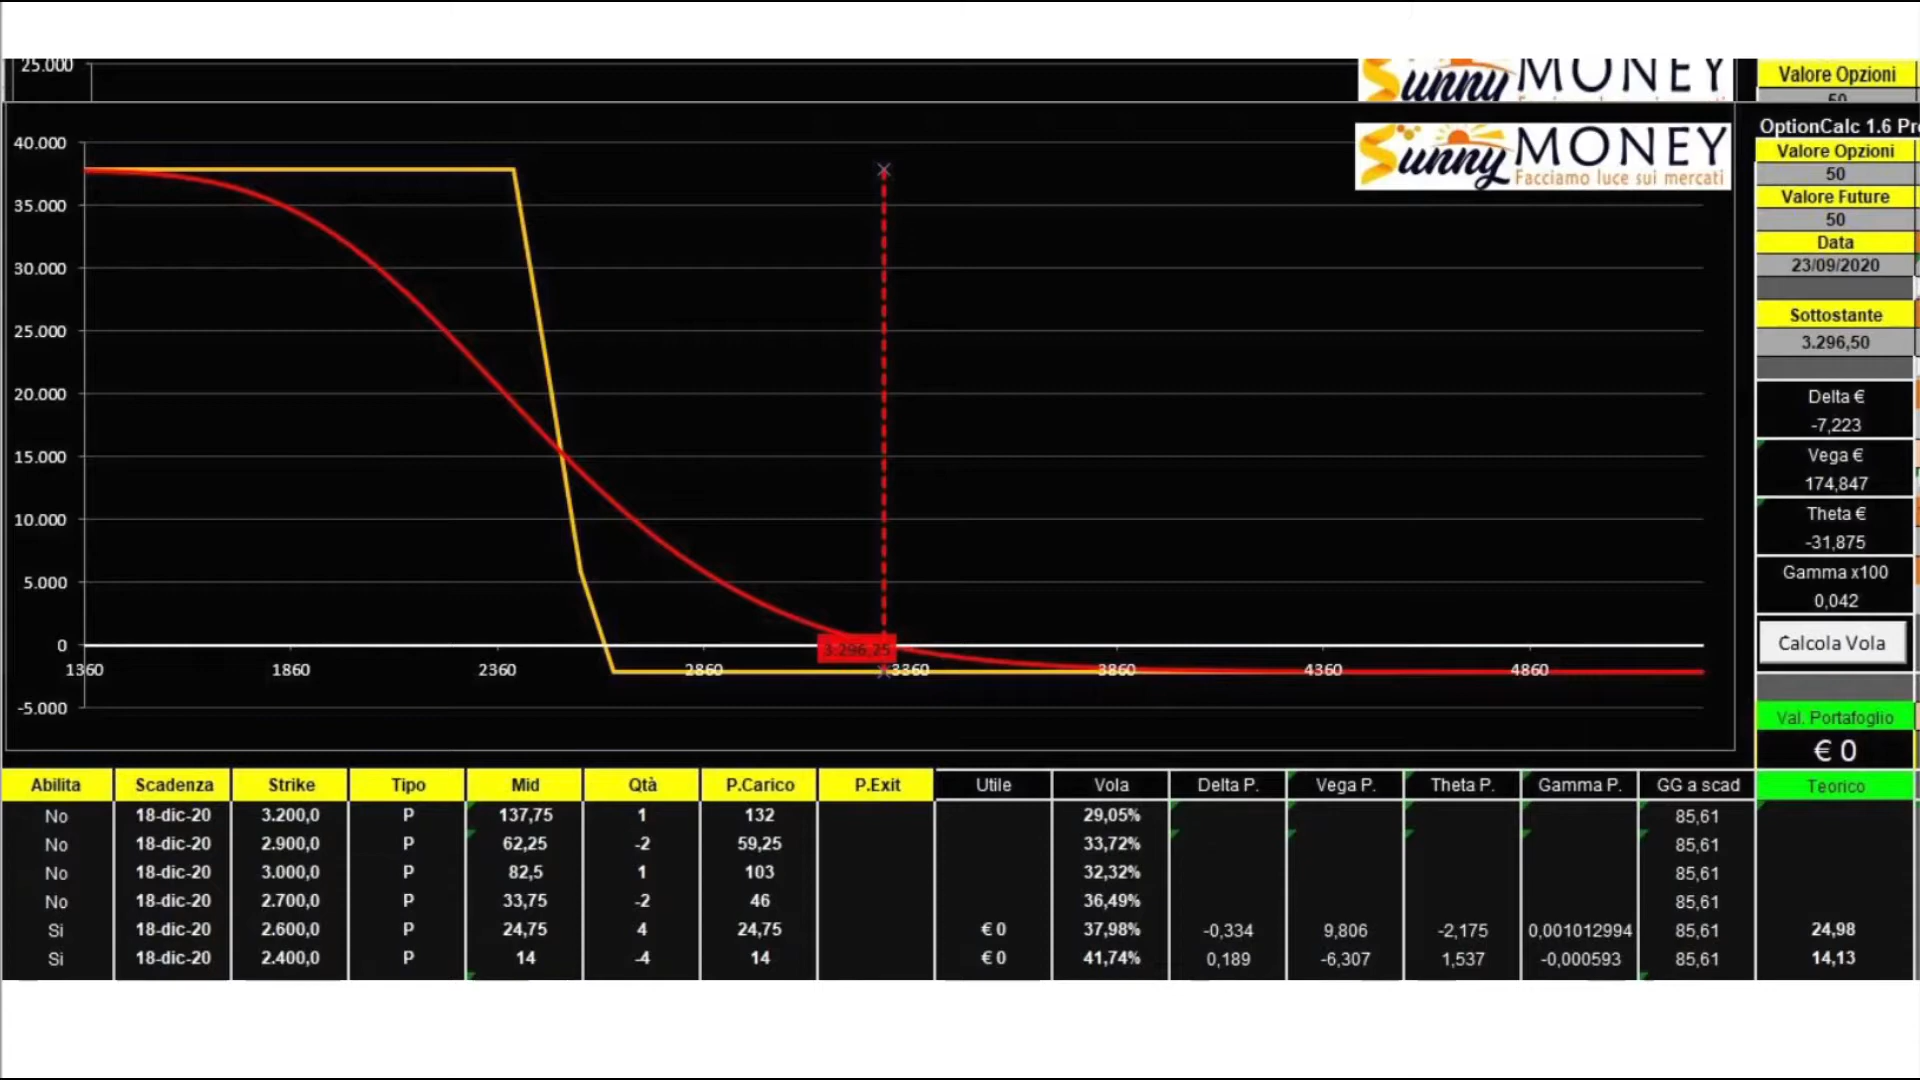 25.000
Sunny MONEY
Valore Opzioni
50
OptionCalc 1.6 Pr
40.000
35.000
30.000
25.000
20.000
15.000
10.000
5.000
0
-5.000
1360 1860 2360 2860 3360 3860 4360 4860
3.296,25
Sunny MONEY
Facciamo luce sui mercati
Valore Opzioni
50
Valore Future
50
Data
23/09/2020
Sottostante
3.296,50
Delta €
-7,223
Vega €
174,847
Theta €
-31,875
Gamma x100
0,042
Calcola Vola
Val. Portafoglio
€ 0
Abilita Scadenza Strike Tipo Mid Qtà P.Carico P.Exit Utile Vola Delta P. Vega P. Theta P. Gamma P. GG a scad Teorico
No 18-dic-20 3.200,0 P 137,75 1 132 29,05% 85,61
No 18-dic-20 2.900,0 P 62,25 -2 59,25 33,72% 85,61
No 18-dic-20 3.000,0 P 82,5 1 103 32,32% 85,61
No 18-dic-20 2.700,0 P 33,75 -2 46 36,49% 85,61
Si 18-dic-20 2.600,0 P 24,75 4 24,75 € 0 37,98% -0,334 9,806 -2,175 0,001012994 85,61 24,98
Si 18-dic-20 2.400,0 P 14 -4 14 € 0 41,74% 0,189 -6,307 1,537 -0,000593 85,61 14,13